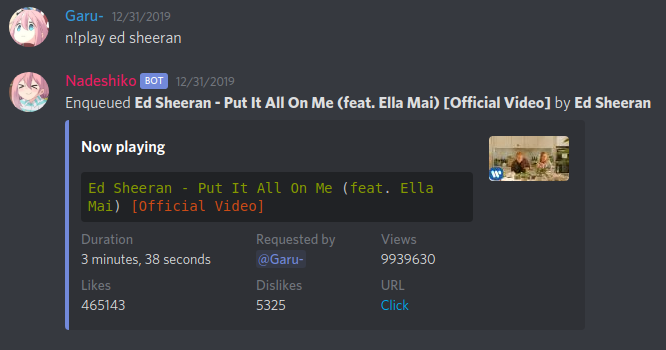 Garu- 12/31/2019
n!play ed sheeran
Nadeshiko BOT 12/31/2019
Enqueued Ed Sheeran - Put It All On Me (feat. Ella Mai) [Official Video] by Ed Sheeran
Now playing
Ed Sheeran - Put It All On Me (feat. Ella
Mai) [Official Video]
Duration Requested by Views
3 minutes, 38 seconds @Garu- 9939630
Likes Dislikes URL
465143 5325 Click